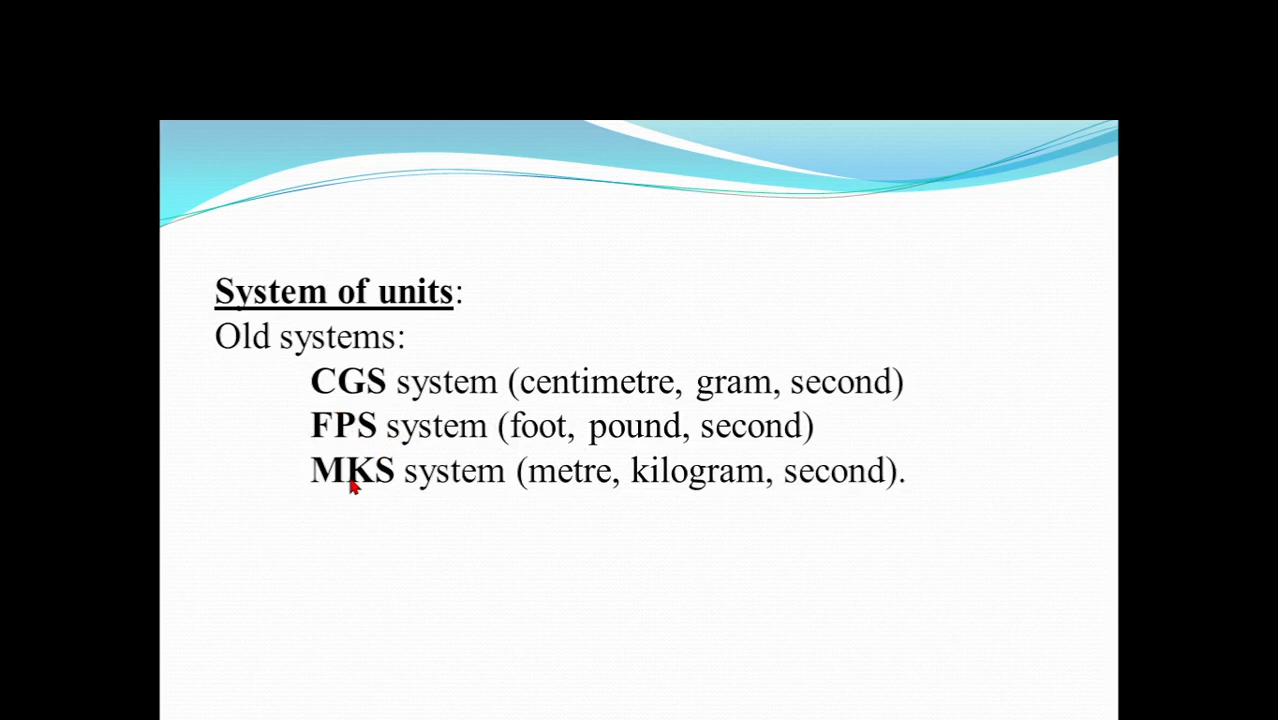 System of units:
Old systems:
CGS system (centimetre, gram, second)
FPS system (foot, pound, second)
MKS system (metre, kilogram, second).